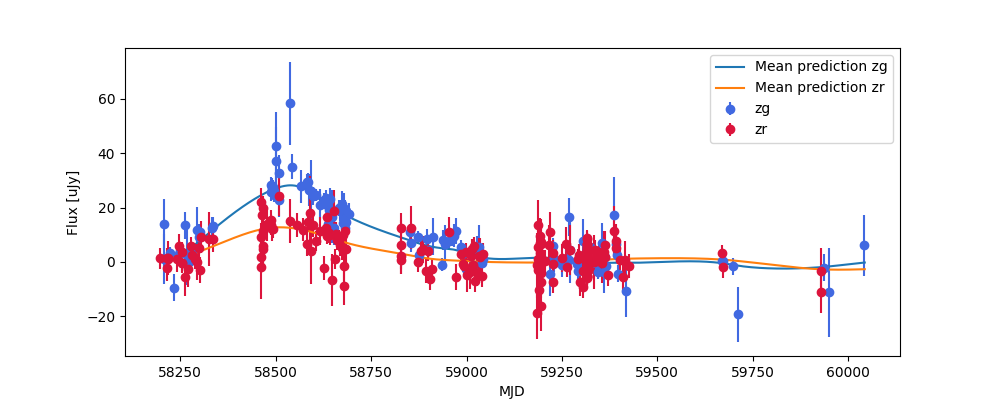 Mean prediction zg
Mean prediction zr
zg
zr
Flux [uJy]
60
40
20
0
−20
58250
58500
58750
59000
59250
59500
59750
60000
MJD